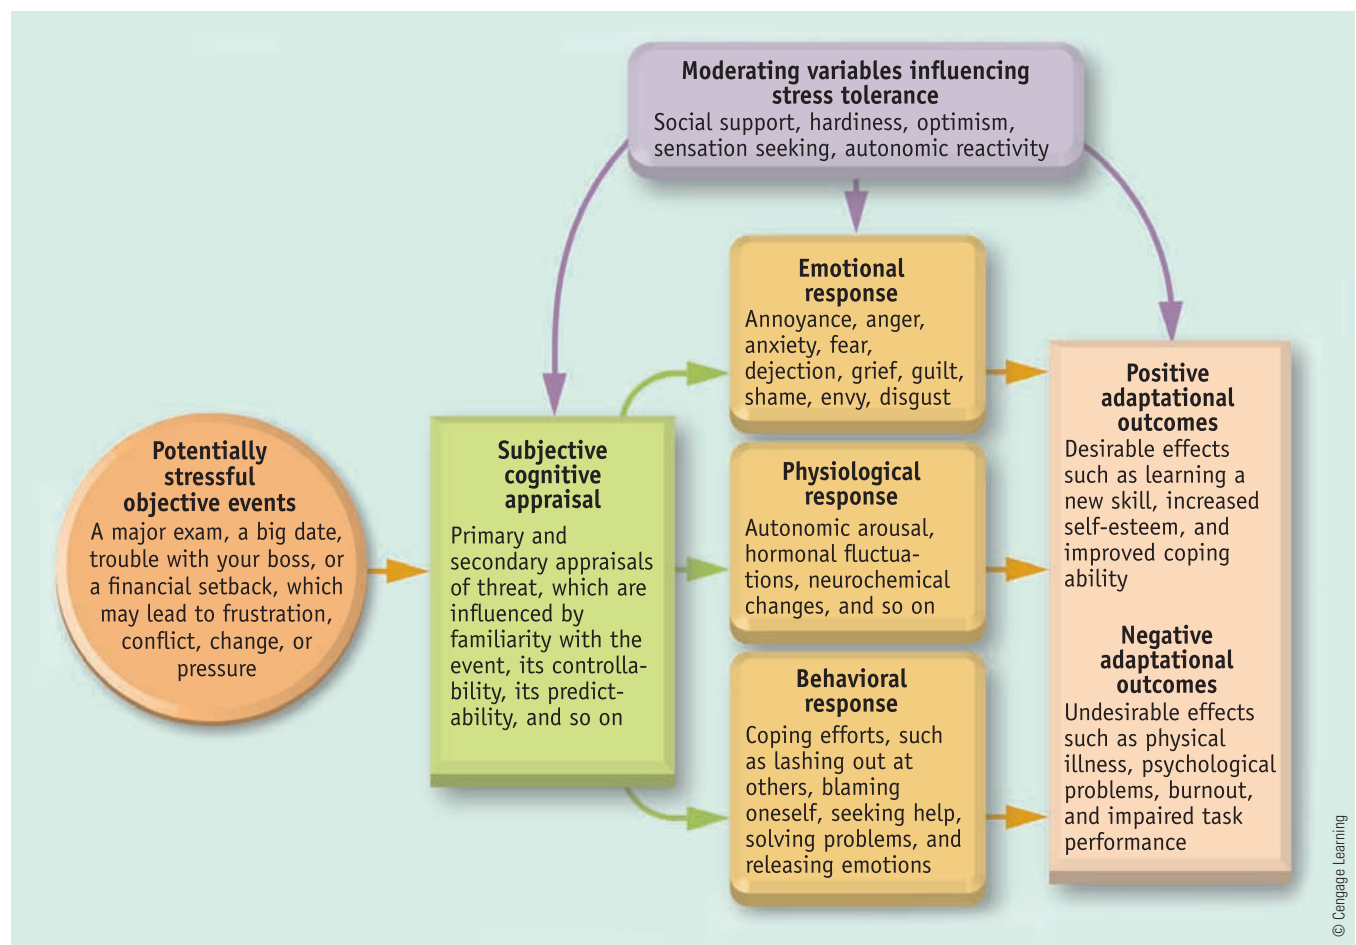 Moderating variables influencing
stress tolerance
Social support, hardiness, optimism,
sensation seeking, autonomic reactivity
Potentially
stressful
objective events
A major exam, a big date,
trouble with your boss, or
a financial setback, which
may lead to frustration,
conflict, change, or
pressure
Subjective
cognitive
appraisal
Primary and
secondary appraisals
of threat, which are
influenced by
familiarity with the
event, its controlla-
bility, its predict-
ability, and so on
Emotional
response
Annoyance, anger,
anxiety, fear,
dejection, grief, guilt,
shame, envy, disgust
Physiological
response
Autonomic arousal,
hormonal fluctua-
tions, neurochemical
changes, and so on
Behavioral
response
Coping efforts, such
as lashing out at
others, blaming
oneself, seeking help,
solving problems, and
releasing emotions
Positive
adaptational
outcomes
Desirable effects
such as learning a
new skill, increased
self-esteem, and
improved coping
ability
Negative
adaptational
outcomes
Undesirable effects
such as physical
illness, psychological
problems, burnout,
and impaired task
performance
© Cengage Learning